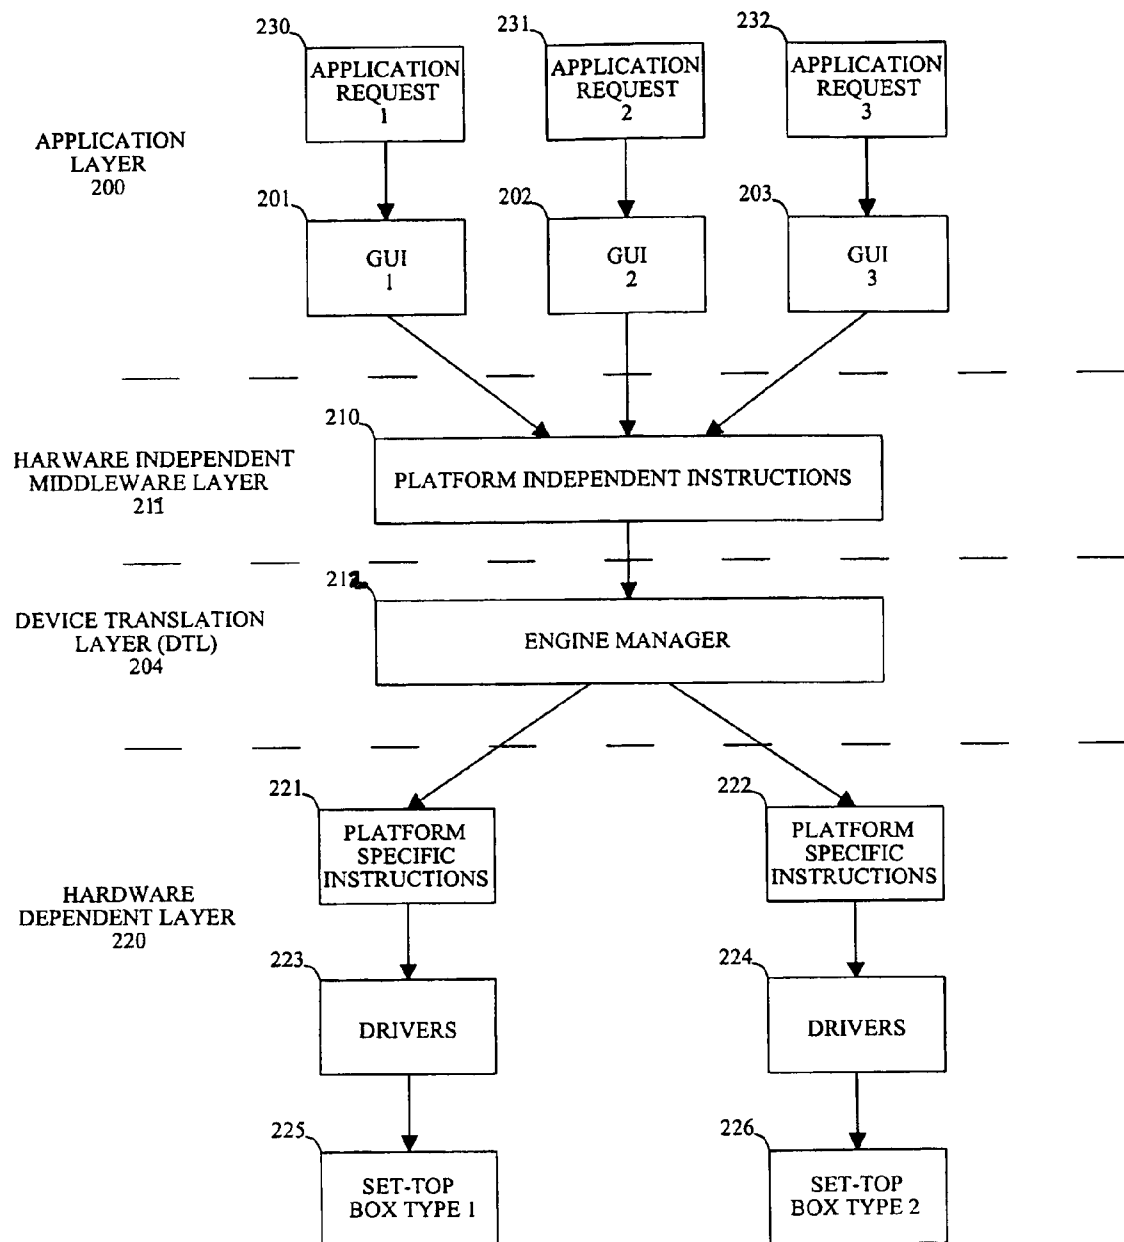 230
231
232
APPLICATION
REQUEST
1
APPLICATION
REQUEST
2
APPLICATION
REQUEST
3
APPLICATION
LAYER
200
201
202
203
GUI
1
GUI
2
GUI
3
210
HARWARE INDEPENDENT
MIDDLEWARE LAYER
211
PLATFORM INDEPENDENT INSTRUCTIONS
212
DEVICE TRANSLATION
LAYER (DTL)
204
ENGINE MANAGER
221
222
PLATFORM
SPECIFIC
INSTRUCTIONS
PLATFORM
SPECIFIC
INSTRUCTIONS
HARDWARE
DEPENDENT LAYER
220
223
224
DRIVERS
DRIVERS
225
226
SET-TOP
BOX TYPE 1
SET-TOP
BOX TYPE 2